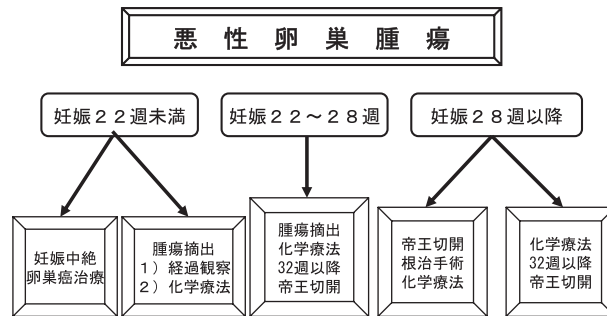 悪性卵巣腫瘍
妊娠２２週未満
妊娠２２～２８週
妊娠２８週以降
妊娠中絶
卵巣癌治療
腫瘍摘出
１）経過観察
２）化学療法
腫瘍摘出
化学療法
32週以降
帝王切開
帝王切開
根治手術
化学療法
化学療法
32週以降
帝王切開